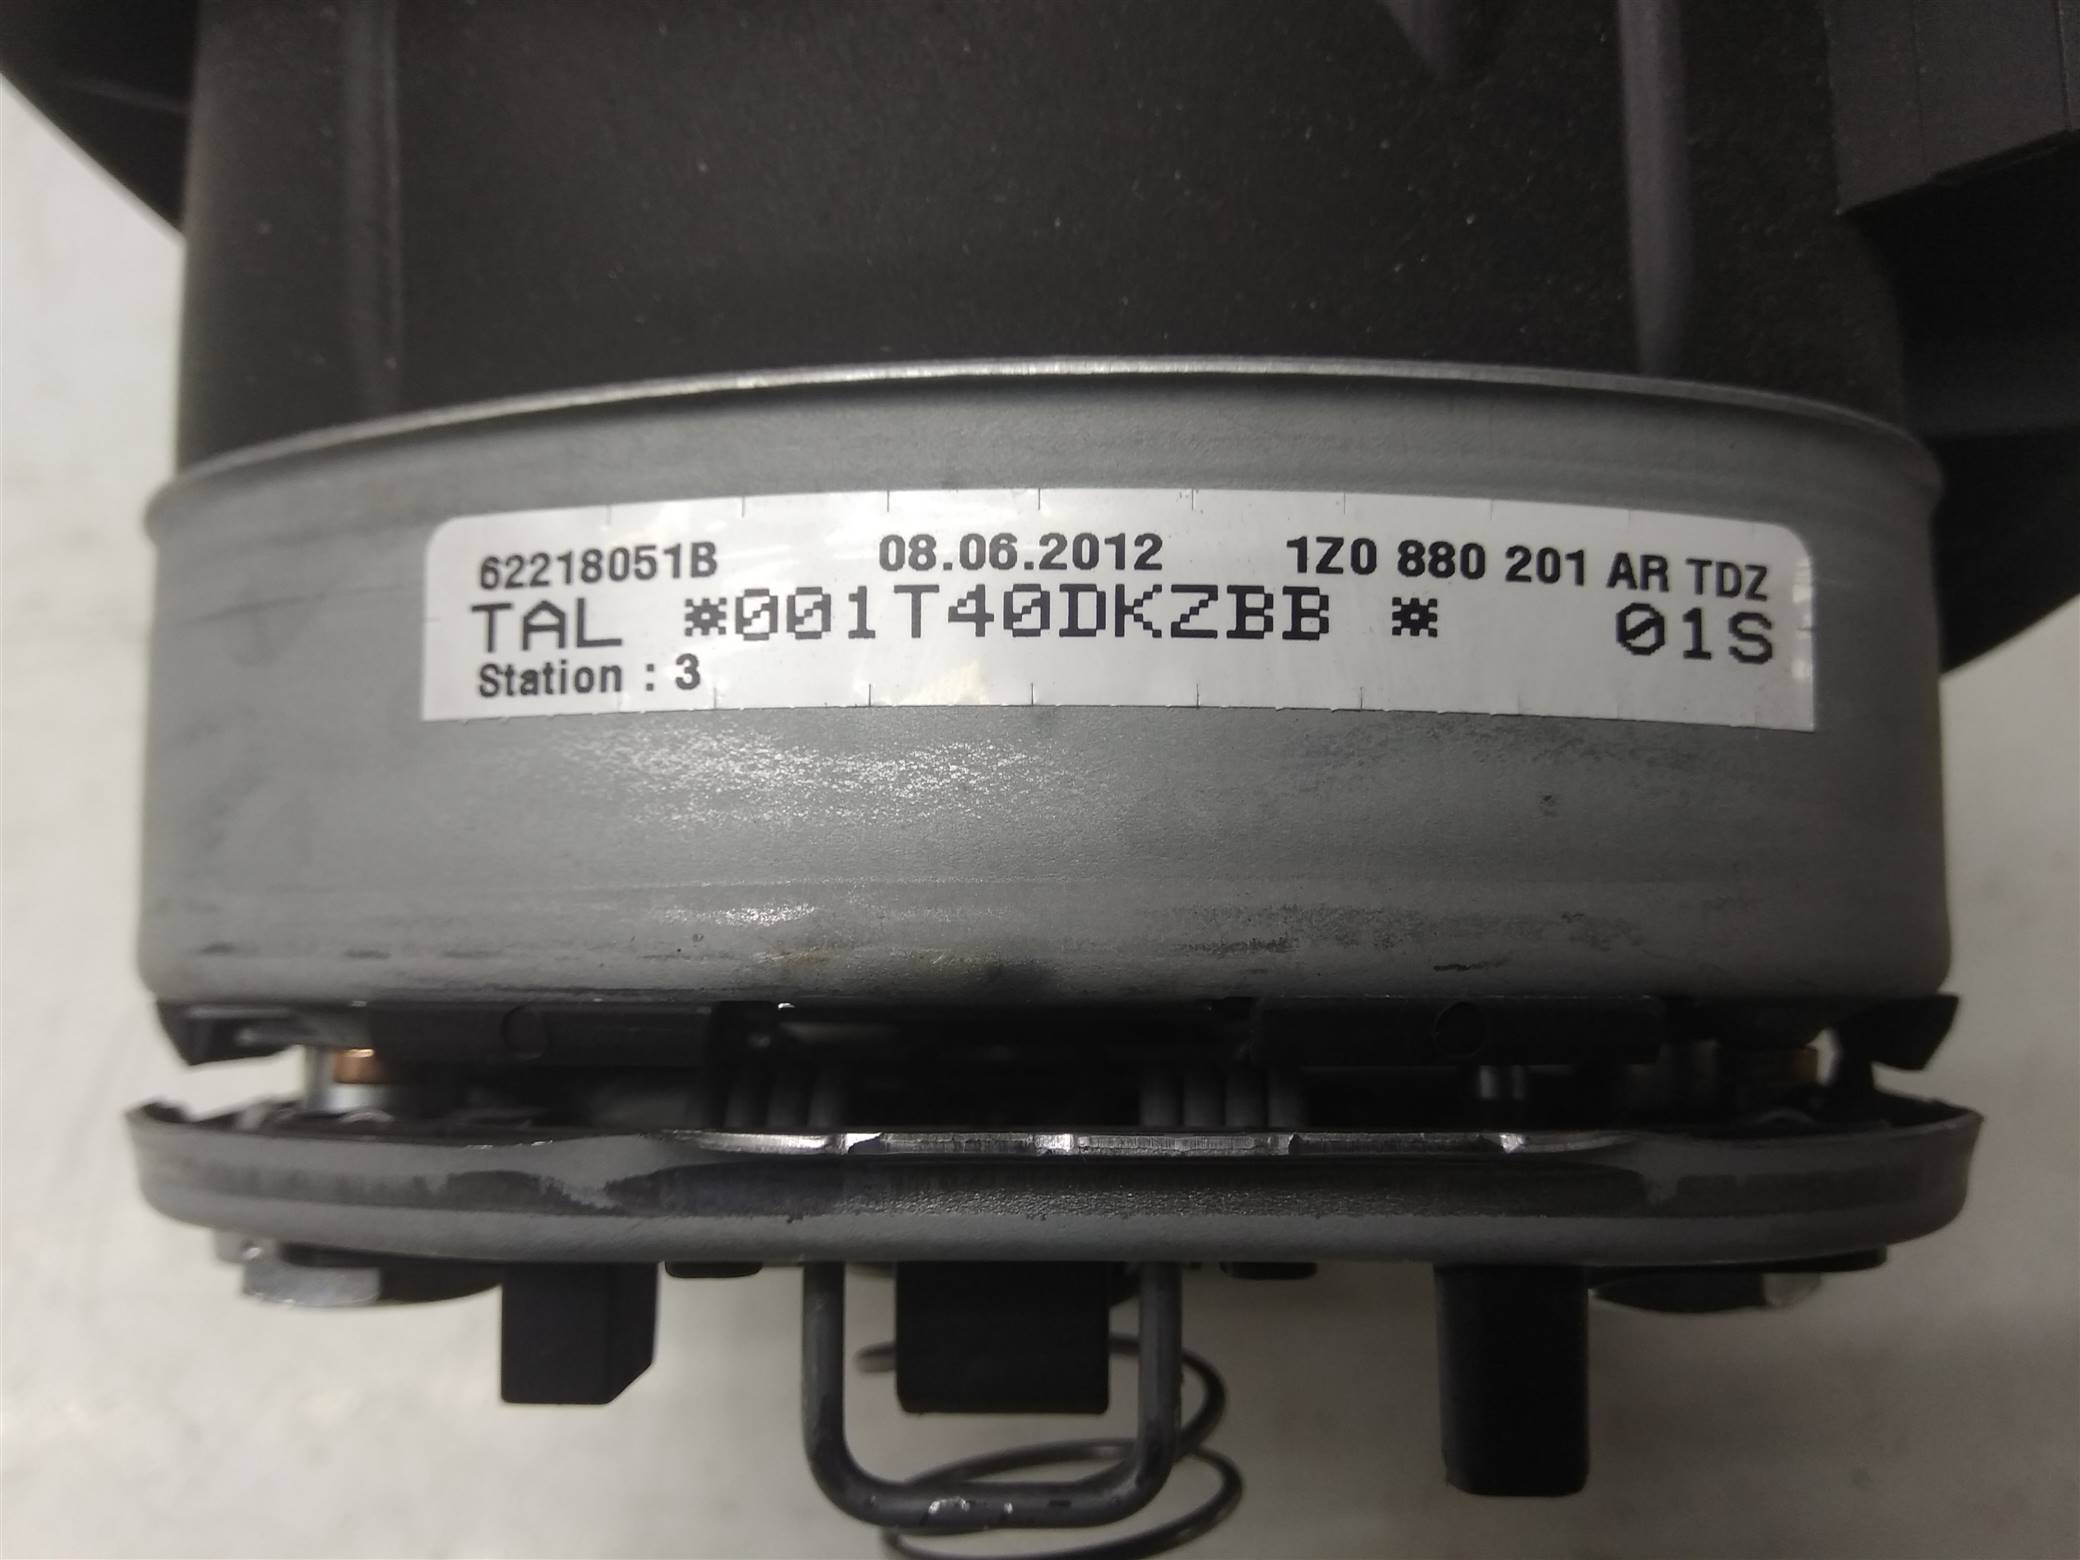 62218051B 08.06.2012 1Z0 880 201 AR TDZ
TAL *001T40DKZBB * 01S
Station : 3